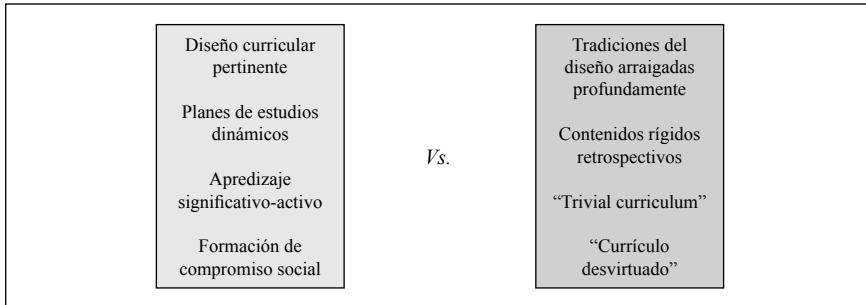 Diseño curricular
pertinente
Planes de estudios
dinámicos
Apredizaje
significativo-activo
Formación de
compromiso social
Vs.
Tradiciones del
diseño arraigadas
profundamente
Contenidos rígidos
retrospectivos
“Trivial curriculum”
“Currículo
desvirtuado”